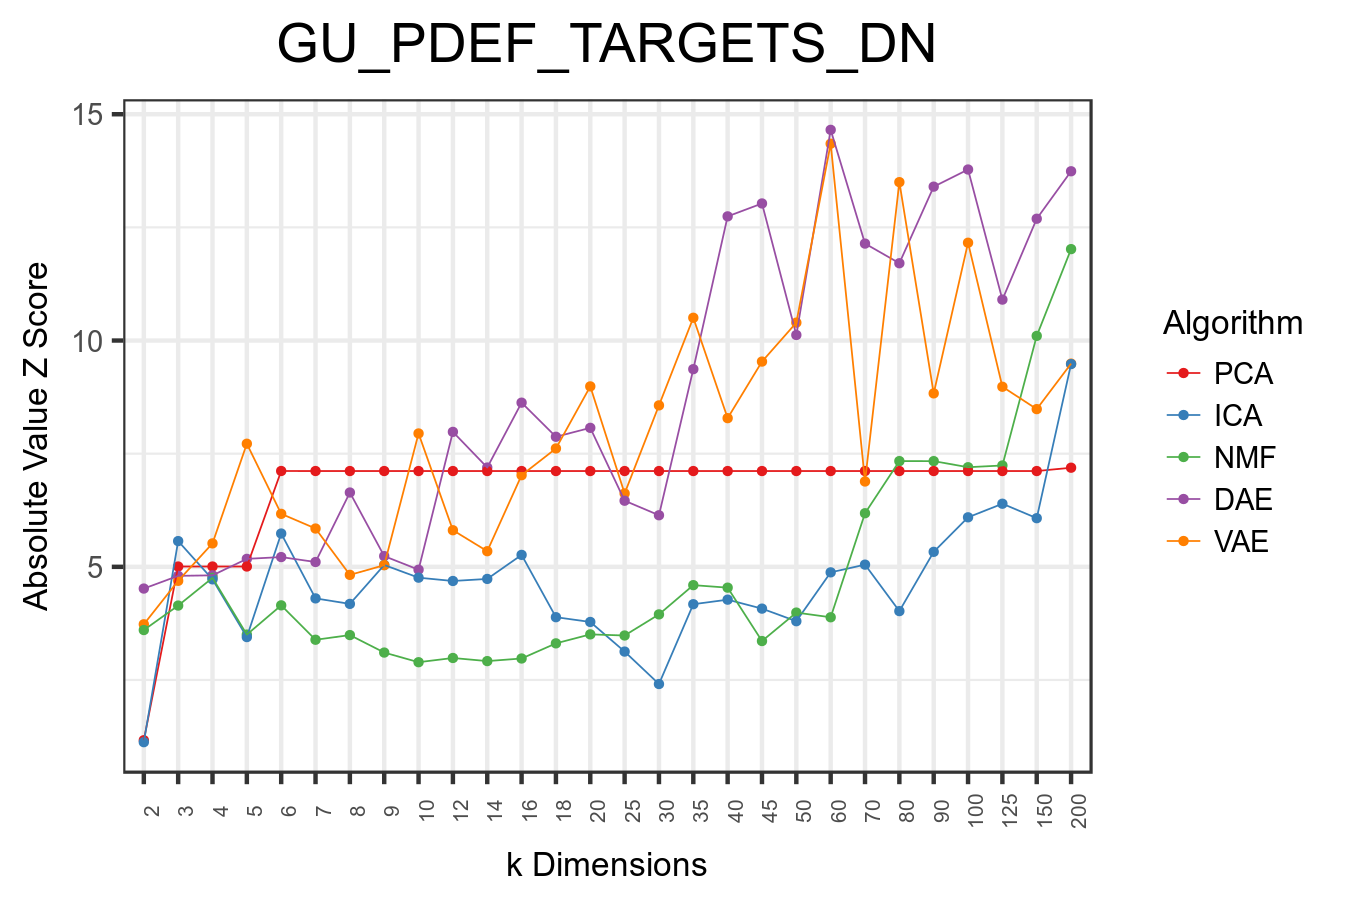 GU_PDEF_TARGETS_DN
15
10
5
Absolute Value Z Score
2 3 4 5 6 7 8 9 10 12 14 16 18 20 25 30 35 40 45 50 60 70 80 90 100 125 150 200
k Dimensions
Algorithm
PCA
ICA
NMF
DAE
VAE